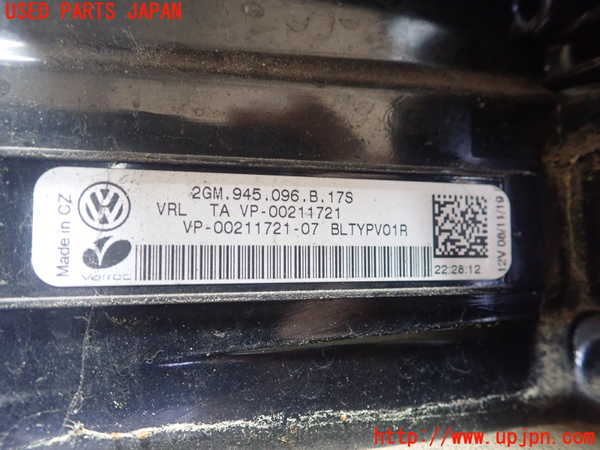 USED PARTS JAPAN
Made in CZ
2GM.945.096.B.17S
VRL TA VP-00211721
VP-00211721-07 BLTYPV01R
varroc
22:28:12
12V 08/11/19
http://www.upjpn.com/